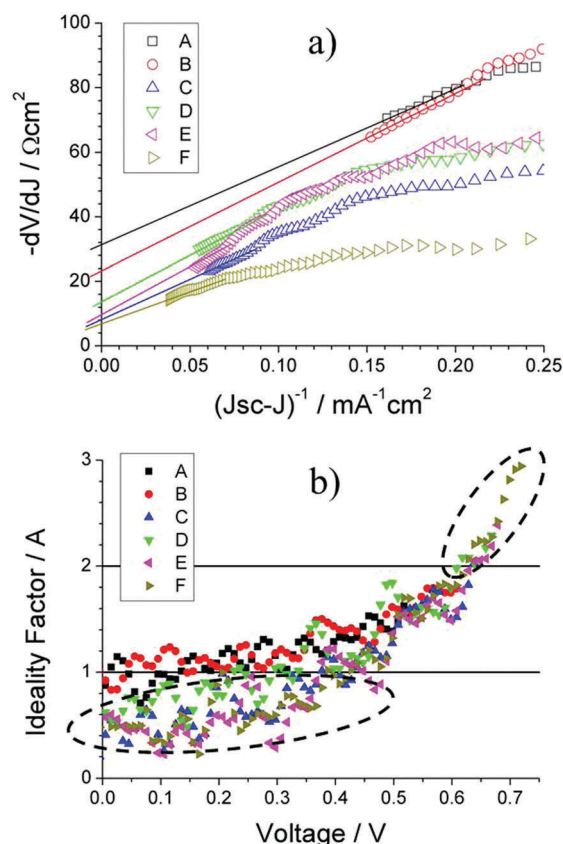 a)
A
B
C
D
E
F
100
80
60
40
20
0
-dV/dJ / Ωcm²
0.00 0.05 0.10 0.15 0.20 0.25
(Jsc-J)⁻¹ / mA⁻¹cm²
b)
A
B
C
D
E
F
3
2
1
0
Ideality Factor / A
0.0 0.1 0.2 0.3 0.4 0.5 0.6 0.7
Voltage / V